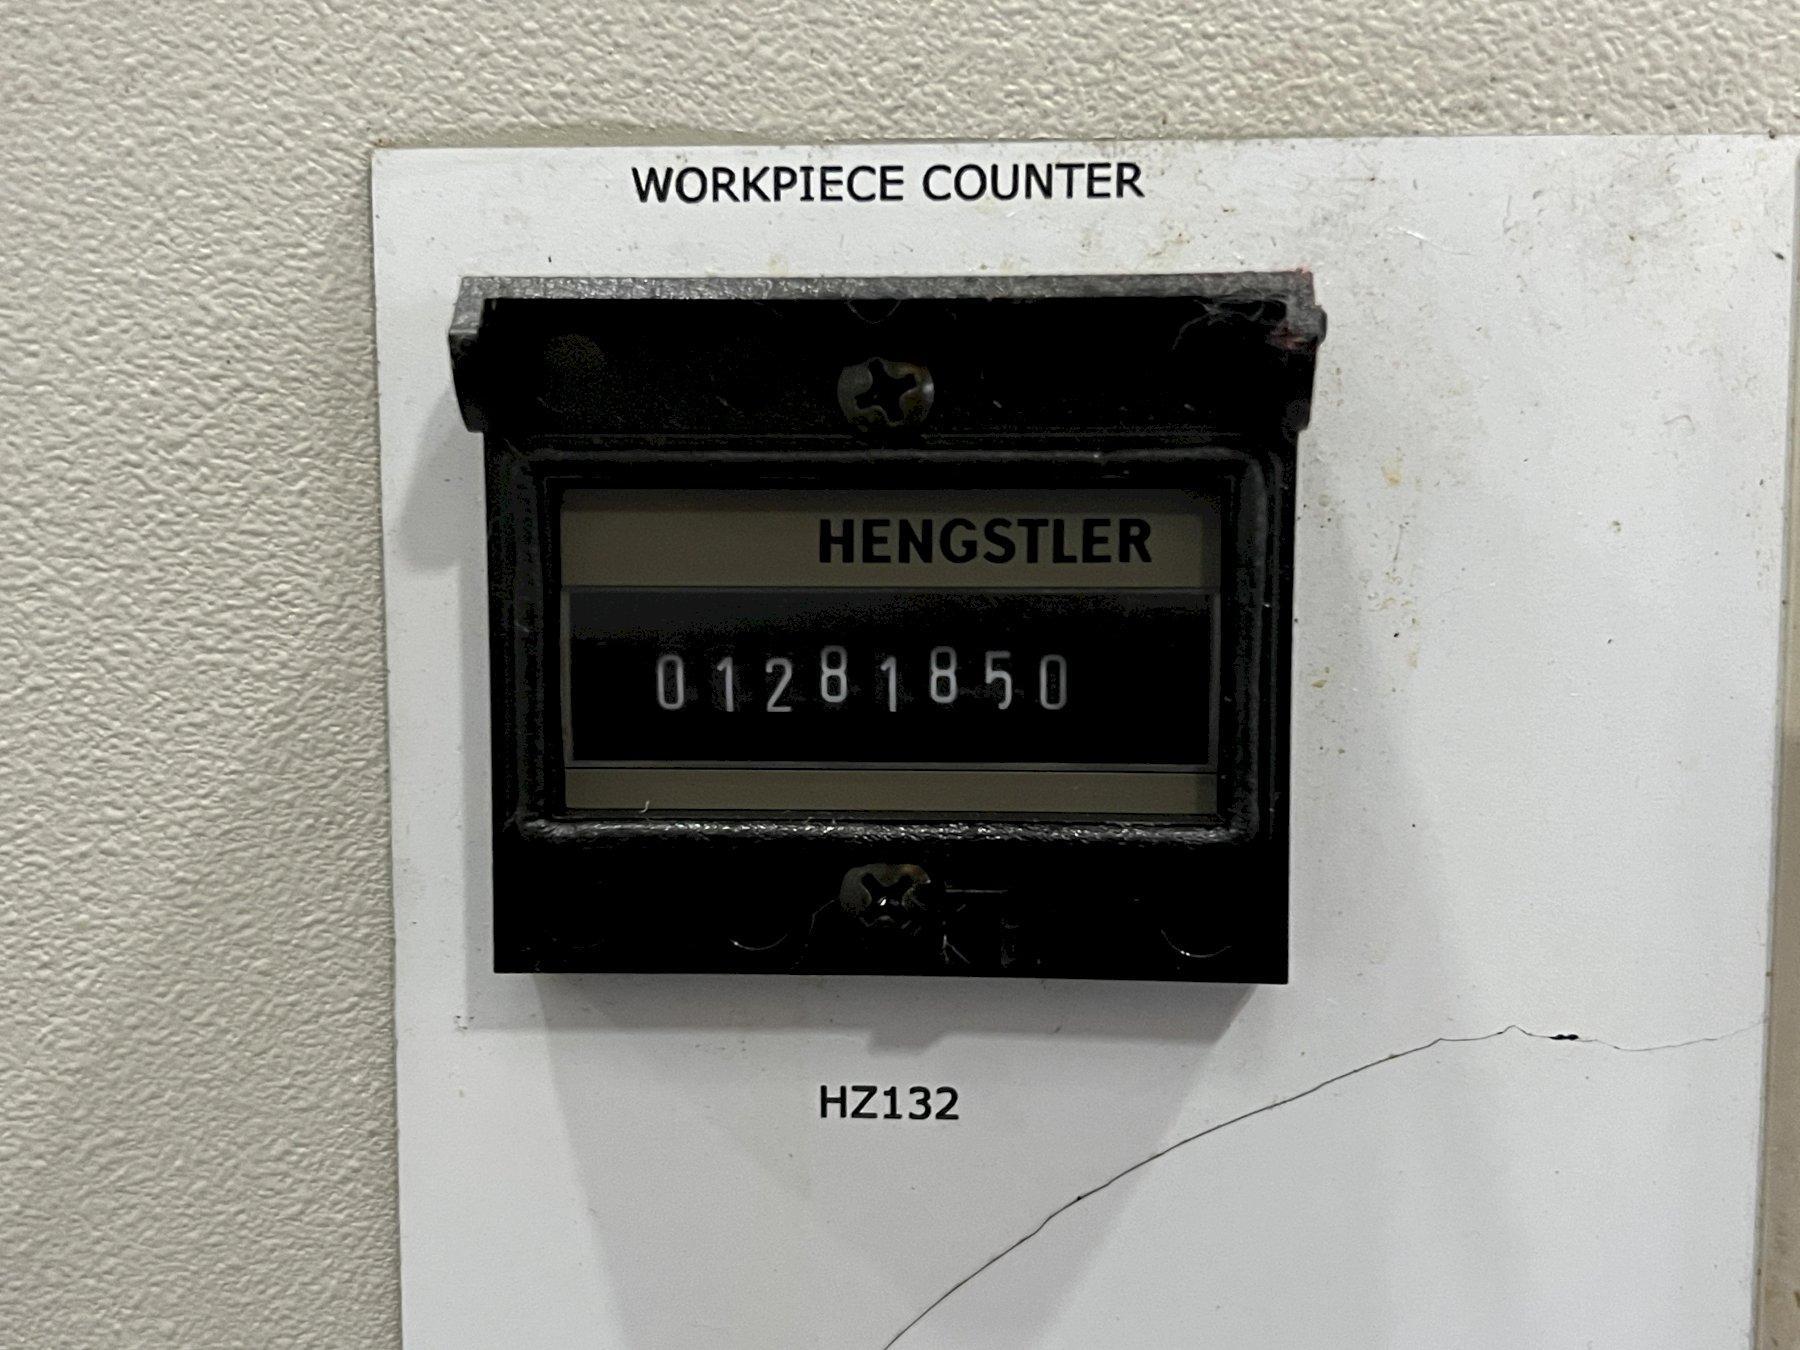 WORKPIECE COUNTER
HENGSTLER
01281850
HZ132